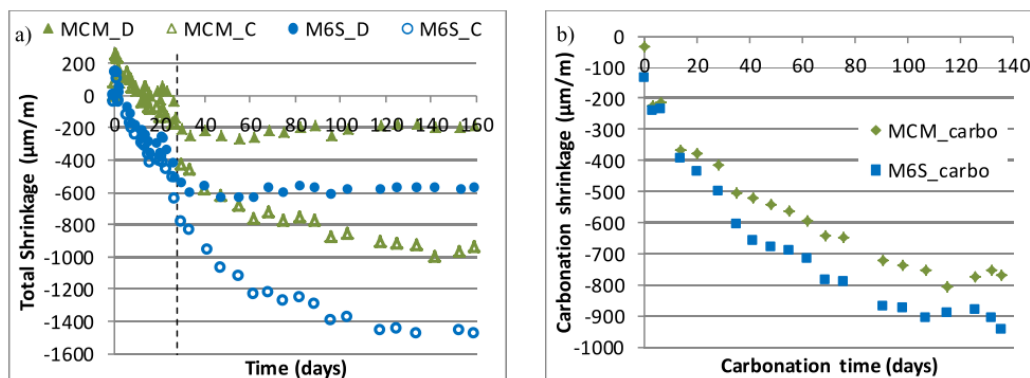 a) MCM_D MCM_C M6S_D M6S_C
200
0
-200
-400
-600
-800
-1000
-1200
-1400
-1600
0 20 40 60 80 100 120 140 160
Total Shrinkage (µm/m)
Time (days)
b)
0
-100
-200
-300
-400
-500
-600
-700
-800
-900
-1000
0 20 40 60 80 100 120 140
MCM_carbo
M6S_carbo
Carbonation shrinkage (µm/m)
Carbonation time (days)